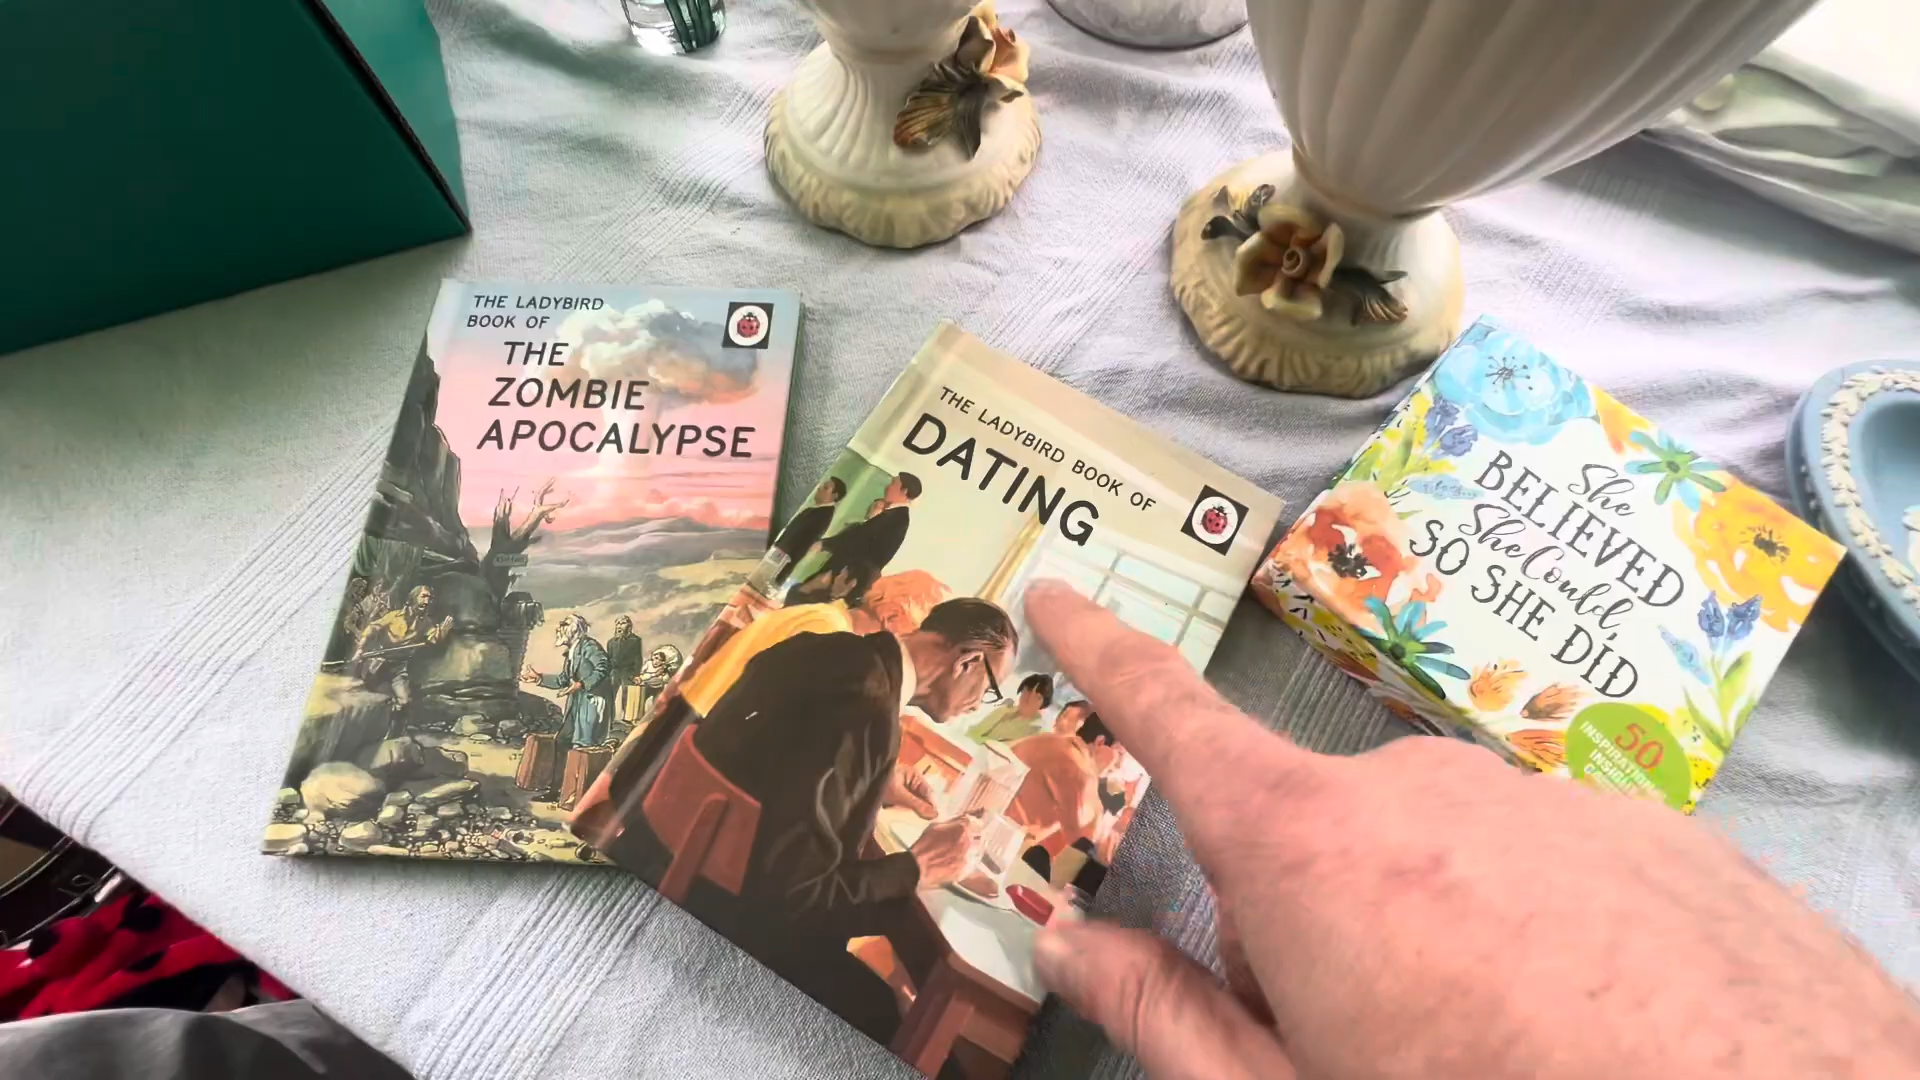 THE LADYBIRD
BOOK OF
THE
ZOMBIE
APOCALYPSE
THE LADYBIRD BOOK OF
DATING
She
BELIEVED
She Could,
SO SHE DID
50